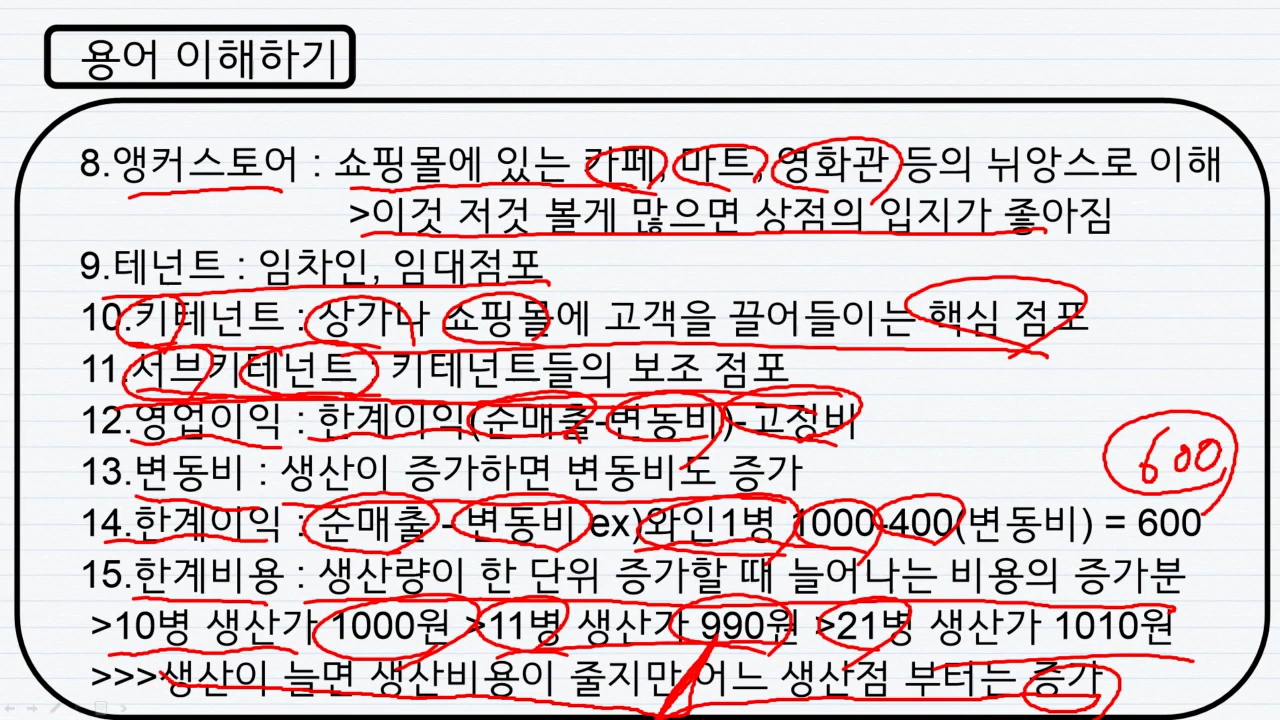 용어 이해하기
8.앵커스토어 : 쇼핑몰에 있는 카페, 마트, 영화관 등의 뉘앙스로 이해
>이것 저것 볼게 많으면 상점의 입지가 좋아짐
9.테넌트 : 임차인, 임대점포
10.키테넌트 : 상가나 쇼핑몰에 고객을 끌어들이는 핵심 점포
11.서브키테넌트 : 키테넌트들의 보조 점포
12.영업이익 : 한계이익(순매출-변동비)-고정비
600
13.변동비 : 생산이 증가하면 변동비도 증가
14.한계이익 : 순매출 - 변동비 ex)와인1병 1000-400(변동비) = 600
15.한계비용 : 생산량이 한 단위 증가할 때 늘어나는 비용의 증가분
>10병 생산가 1000원 >11병 생산가 990원 >21병 생산가 1010원
>>>생산이 늘면 생산비용이 줄지만 어느 생산점 부터는 증가